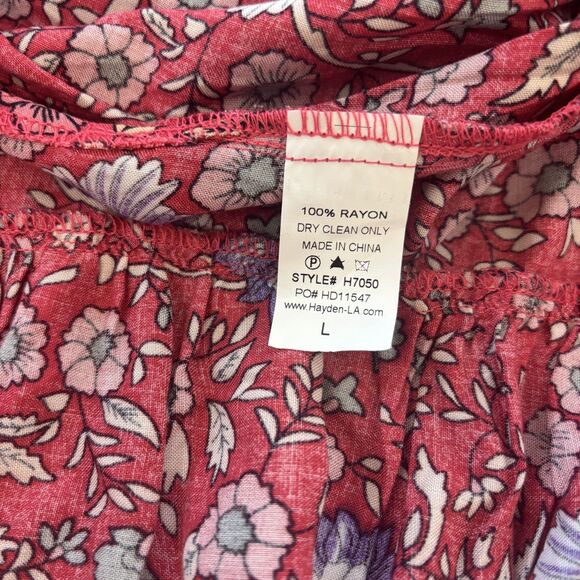 100% RAYON
DRY CLEAN ONLY
MADE IN CHINA
P
STYLE# H7050
PO# HD11547
www.Hayden-LA.com
L